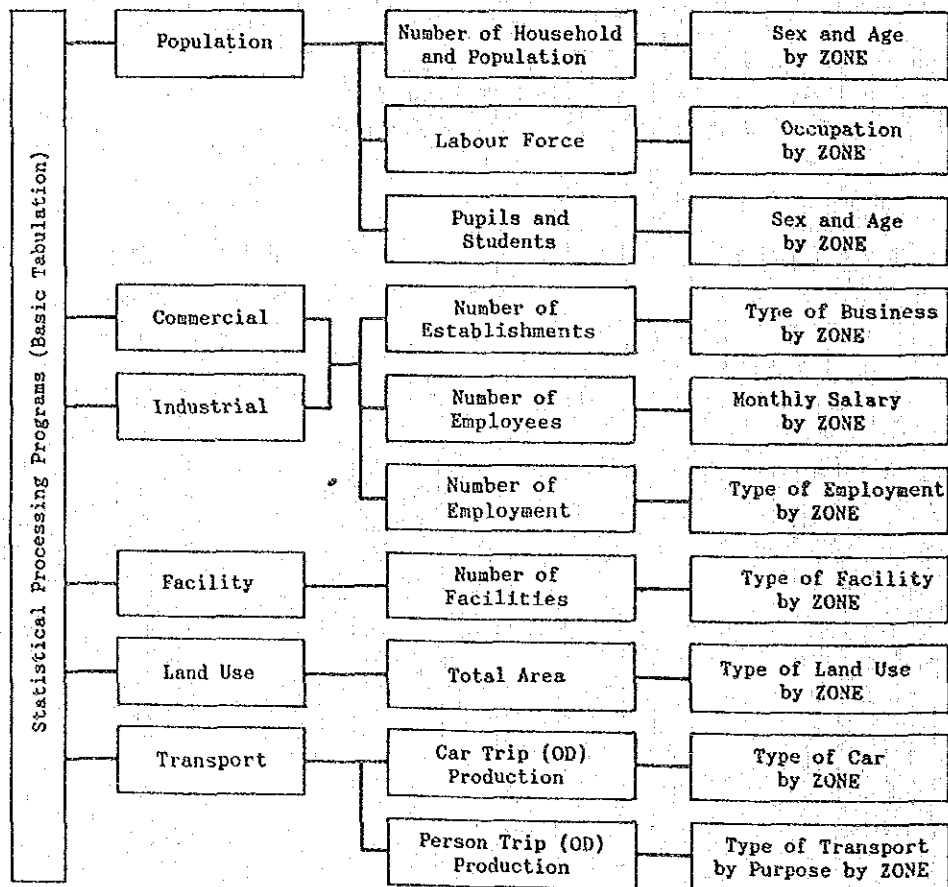 Statistical Processing Programs (Basic Tabulation)
Population
Number of Household
and Population
Sex and Age
by ZONE
Labour Force
Occupation
by ZONE
Pupils and
Students
Sex and Age
by ZONE
Commercial
Number of
Establishments
Type of Business
by ZONE
Industrial
Number of
Employees
Monthly Salary
by ZONE
Number of
Employment
Type of Employment
by ZONE
Facility
Number of
Facilities
Type of Facility
by ZONE
Land Use
Total Area
Type of Land Use
by ZONE
Transport
Car Trip (OD)
Production
Type of Car
by ZONE
Person Trip (OD)
Production
Type of Transport
by Purpose by ZONE